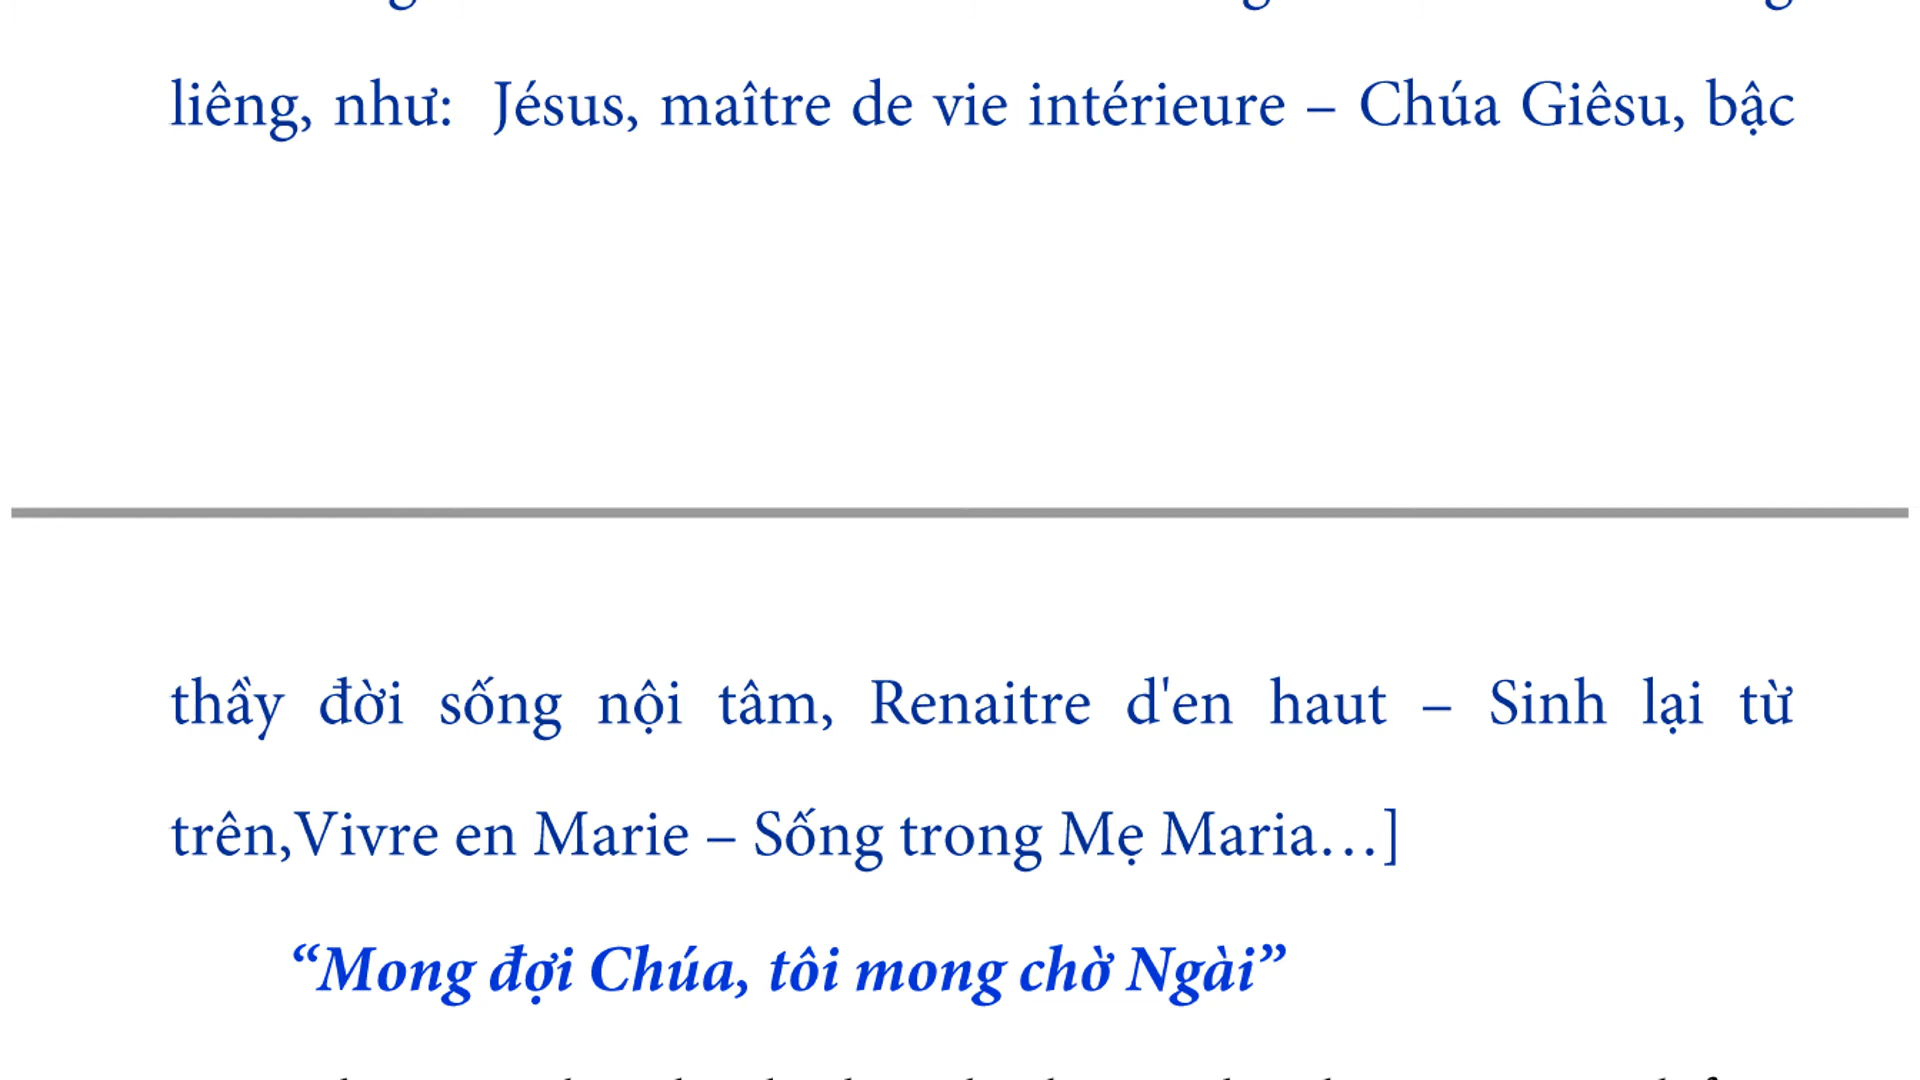 liêng, như: Jésus, maître de vie intérieure – Chúa Giêsu, bậc
thầy đời sống nội tâm, Renaitre d'en haut – Sinh lại từ
trên,Vivre en Marie – Sống trong Mẹ Maria…]
“Mong đợi Chúa, tôi mong chờ Ngài”